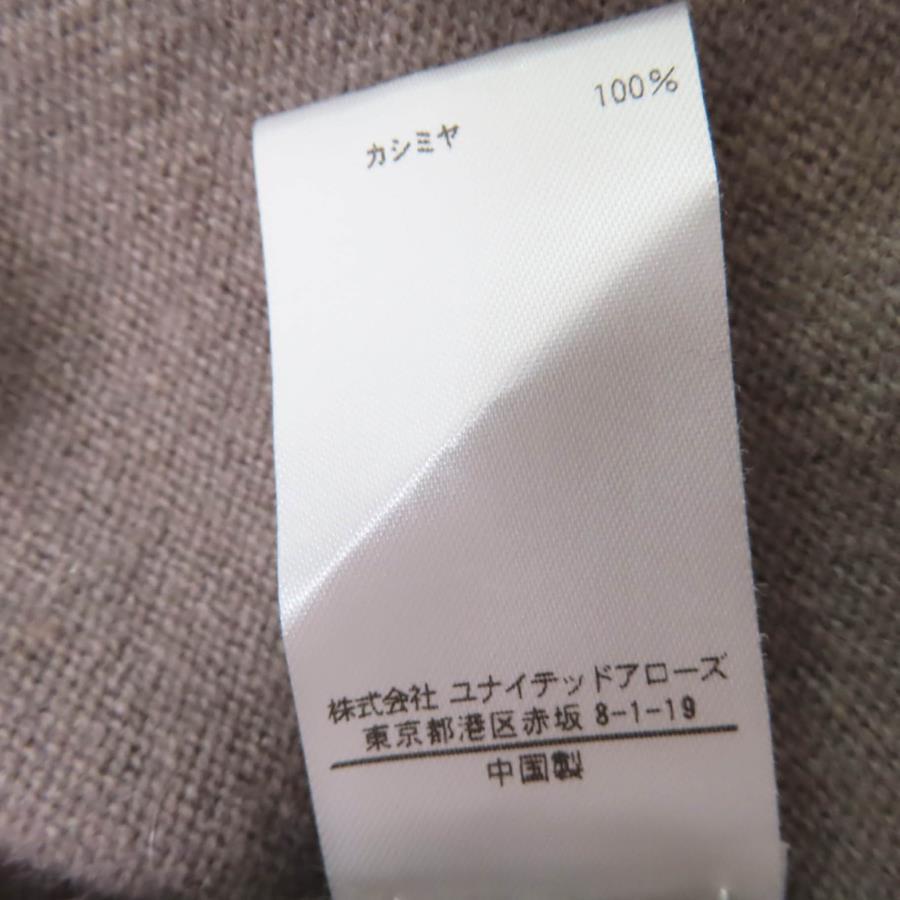 カシミヤ 100%
株式会社 ユナイテッドアローズ
東京都港区赤坂 8-1-19
中国製